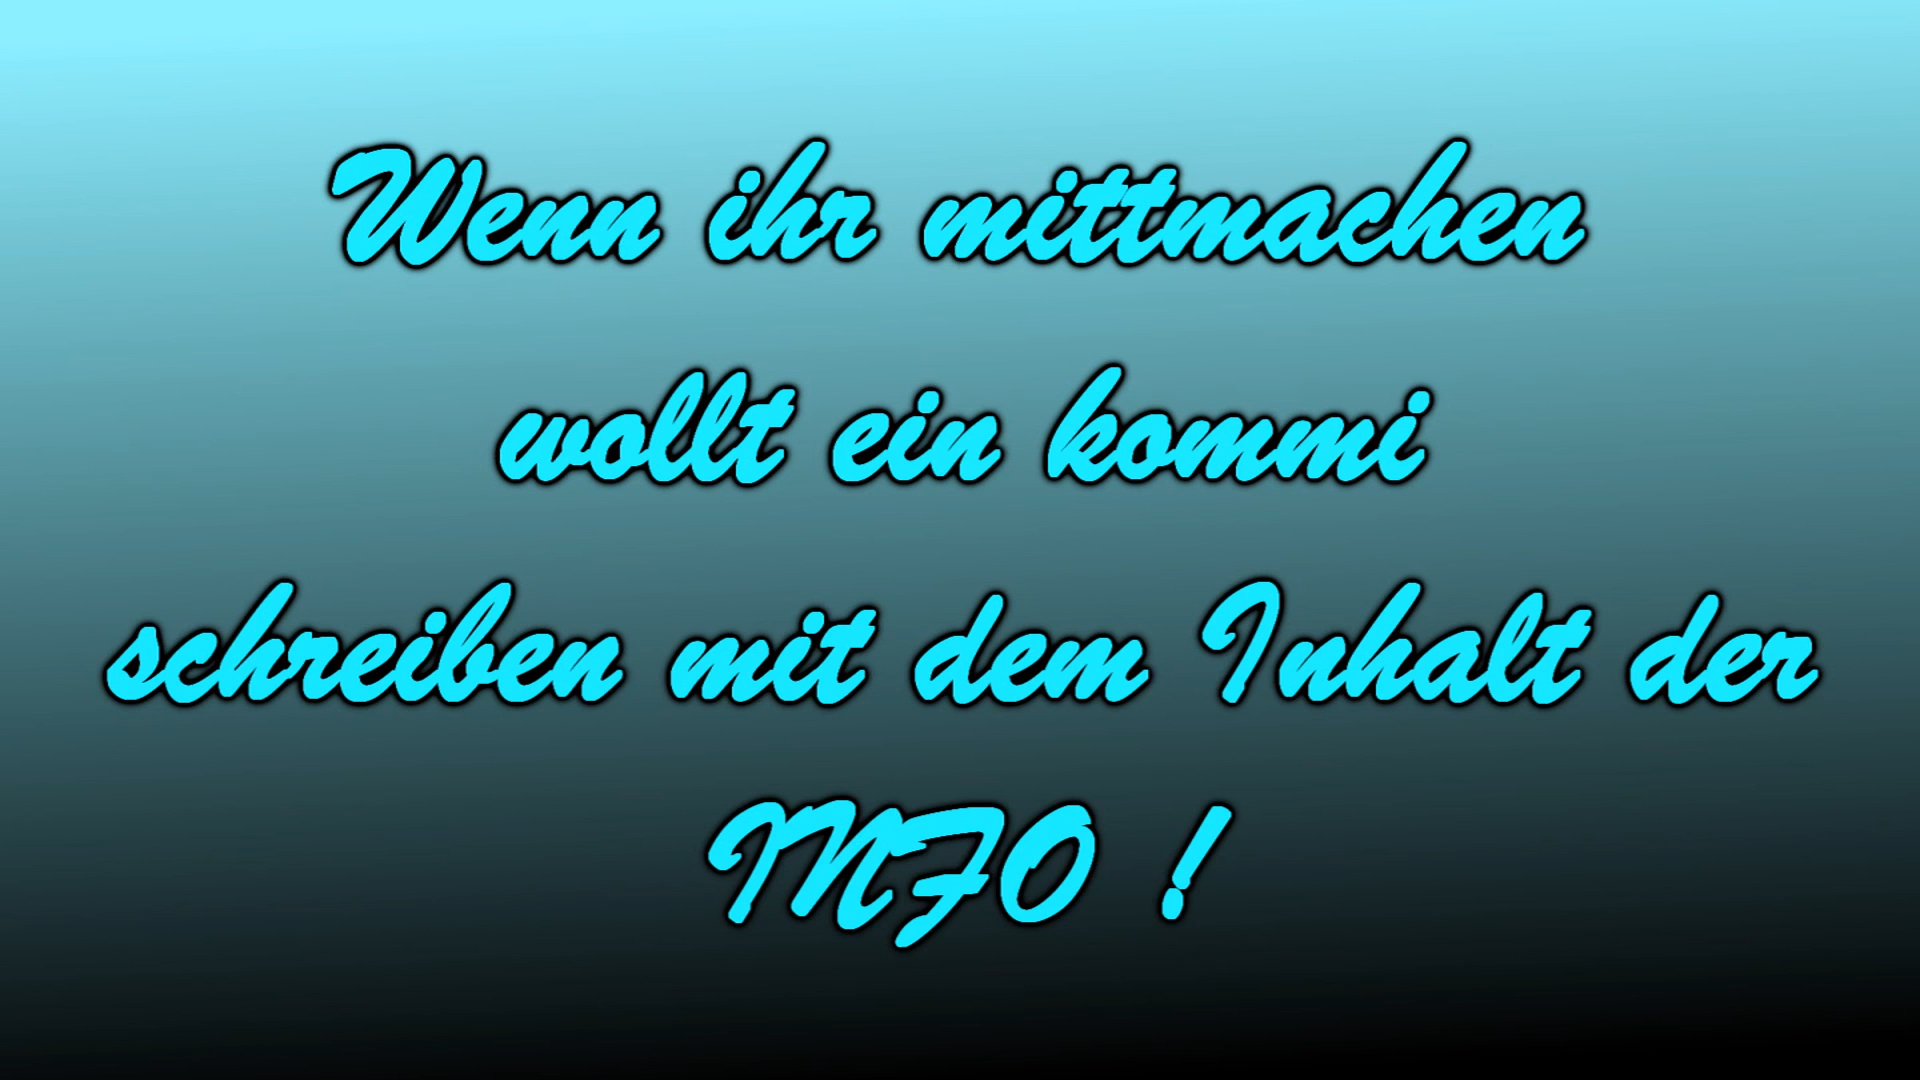 Wenn ihr mittmachen
wollt ein kommi
schreiben mit dem Inhalt der
INFO !